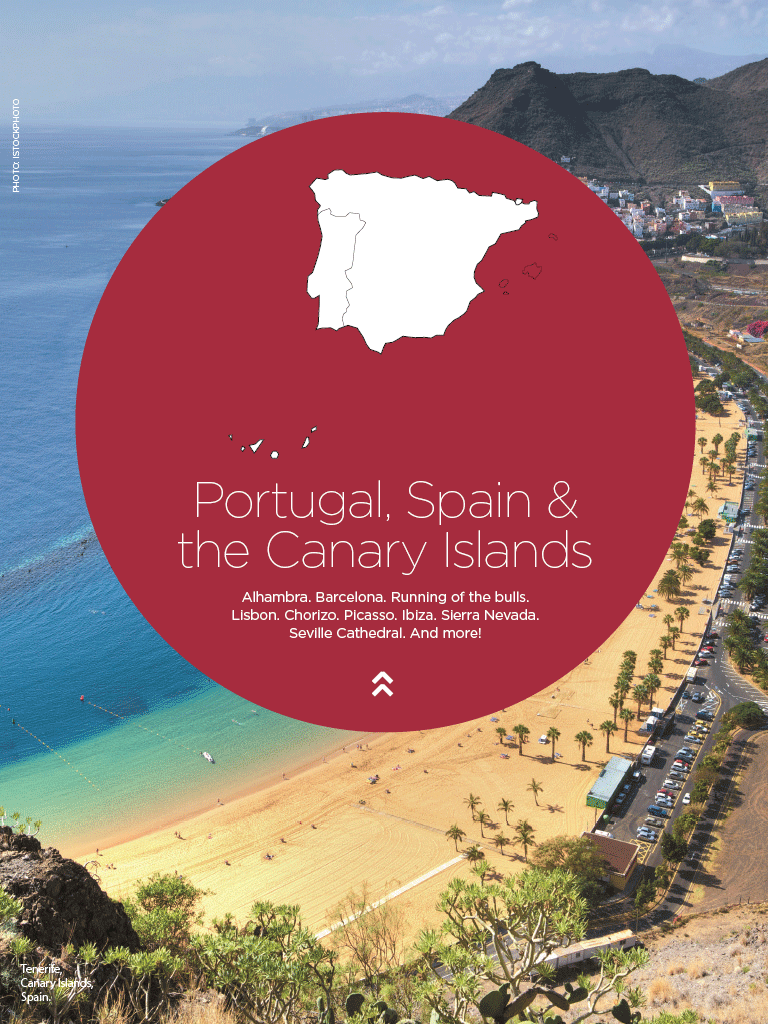 PHOTO: ISTOCKPHOTO
Portugal, Spain &
the Canary Islands
Alhambra. Barcelona. Running of the bulls.
Lisbon. Chorizo. Picasso. Ibiza. Sierra Nevada.
Seville Cathedral. And more!
Tenerife,
Canary Islands,
Spain.